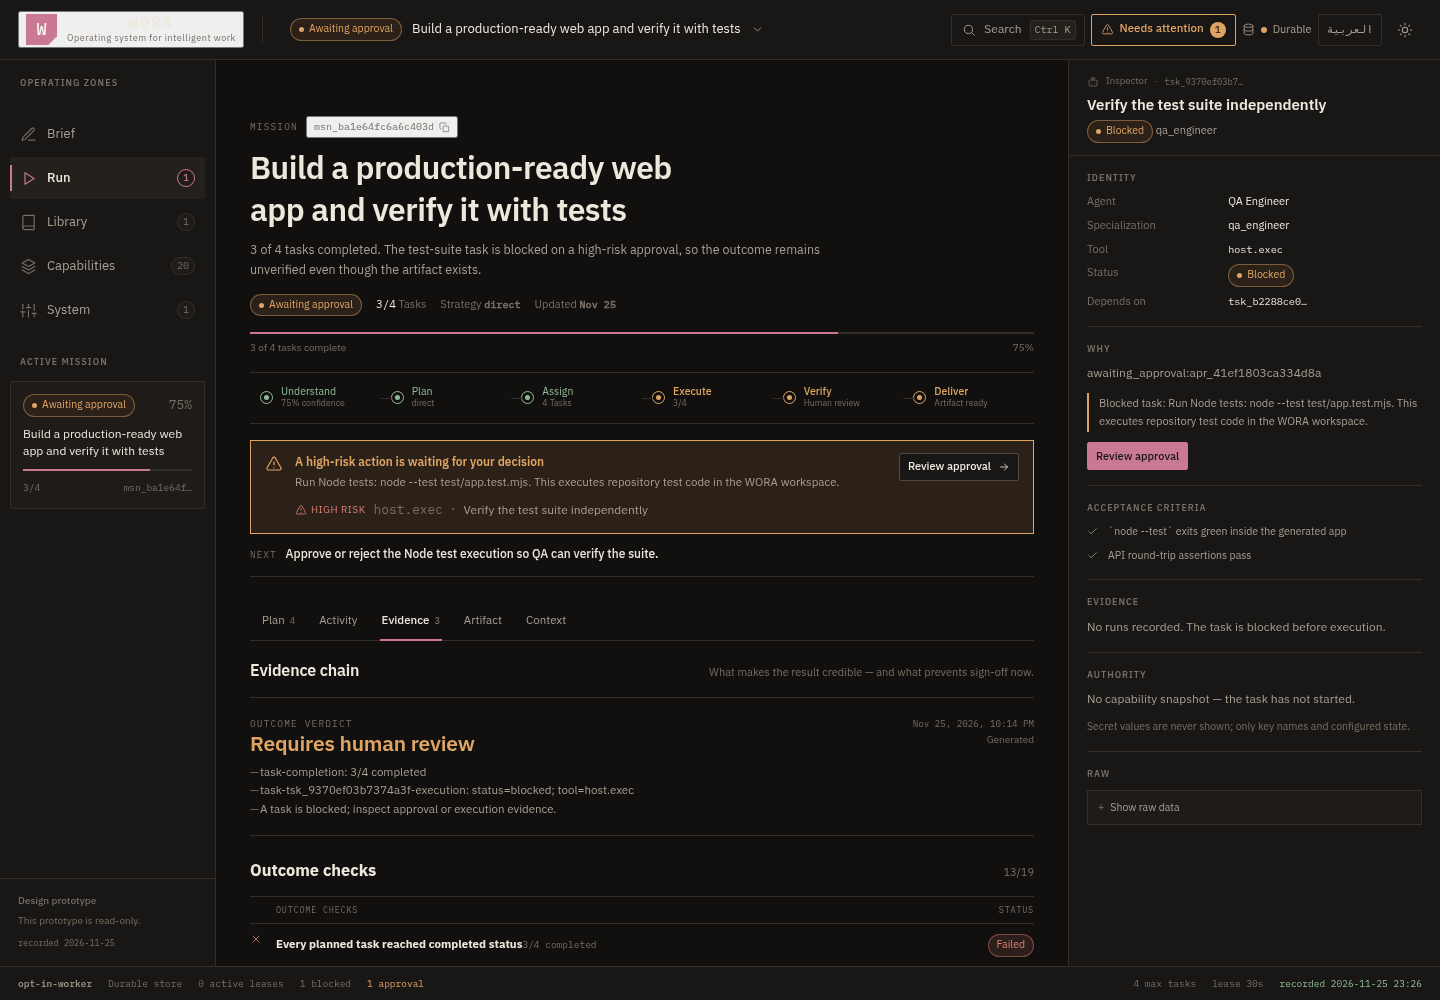 W
WORA
Operating system for intelligent work
Awaiting approval
Build a production-ready web app and verify it with tests
Search Ctrl K
Needs attention 1
Durable
العربية
OPERATING ZONES
Brief
Run 1
Library 1
Capabilities 20
System 1
ACTIVE MISSION
Awaiting approval 75%
Build a production-ready web
app and verify it with tests
3/4 msn_ba1e64f…
Design prototype
This prototype is read-only.
recorded 2026-11-25
MISSION msn_ba1e64fc6a6c403d
Build a production-ready web
app and verify it with tests
3 of 4 tasks completed. The test-suite task is blocked on a high-risk approval, so the outcome remains
unverified even though the artifact exists.
Awaiting approval 3/4 Tasks Strategy direct Updated Nov 25
3 of 4 tasks complete 75%
Understand
75% confidence
Plan
direct
Assign
4 Tasks
Execute
3/4
Verify
Human review
Deliver
Artifact ready
A high-risk action is waiting for your decision
Run Node tests: node --test test/app.test.mjs. This executes repository test code in the WORA workspace.
HIGH RISK host.exec · Verify the test suite independently
Review approval →
NEXT Approve or reject the Node test execution so QA can verify the suite.
Plan 4 Activity Evidence 3 Artifact Context
Evidence chain
What makes the result credible — and what prevents sign-off now.
OUTCOME VERDICT
Requires human review
Nov 25, 2026, 10:14 PM
Generated
—task-completion: 3/4 completed
—task-tsk_9370ef03b7374a3f-execution: status=blocked; tool=host.exec
—A task is blocked; inspect approval or execution evidence.
Outcome checks 13/19
OUTCOME CHECKS STATUS
Every planned task reached completed status3/4 completed Failed
Inspector · tsk_9370ef03b7…
Verify the test suite independently
Blocked qa_engineer
IDENTITY
Agent QA Engineer
Specialization qa_engineer
Tool host.exec
Status Blocked
Depends on tsk_b2288ce0…
WHY
awaiting_approval:apr_41ef1803ca334d8a
Blocked task: Run Node tests: node --test test/app.test.mjs. This
executes repository test code in the WORA workspace.
Review approval
ACCEPTANCE CRITERIA
`node --test` exits green inside the generated app
API round-trip assertions pass
EVIDENCE
No runs recorded. The task is blocked before execution.
AUTHORITY
No capability snapshot — the task has not started.
Secret values are never shown; only key names and configured state.
RAW
+ Show raw data
opt-in-worker Durable store 0 active leases 1 blocked 1 approval
4 max tasks lease 30s recorded 2026-11-25 23:26